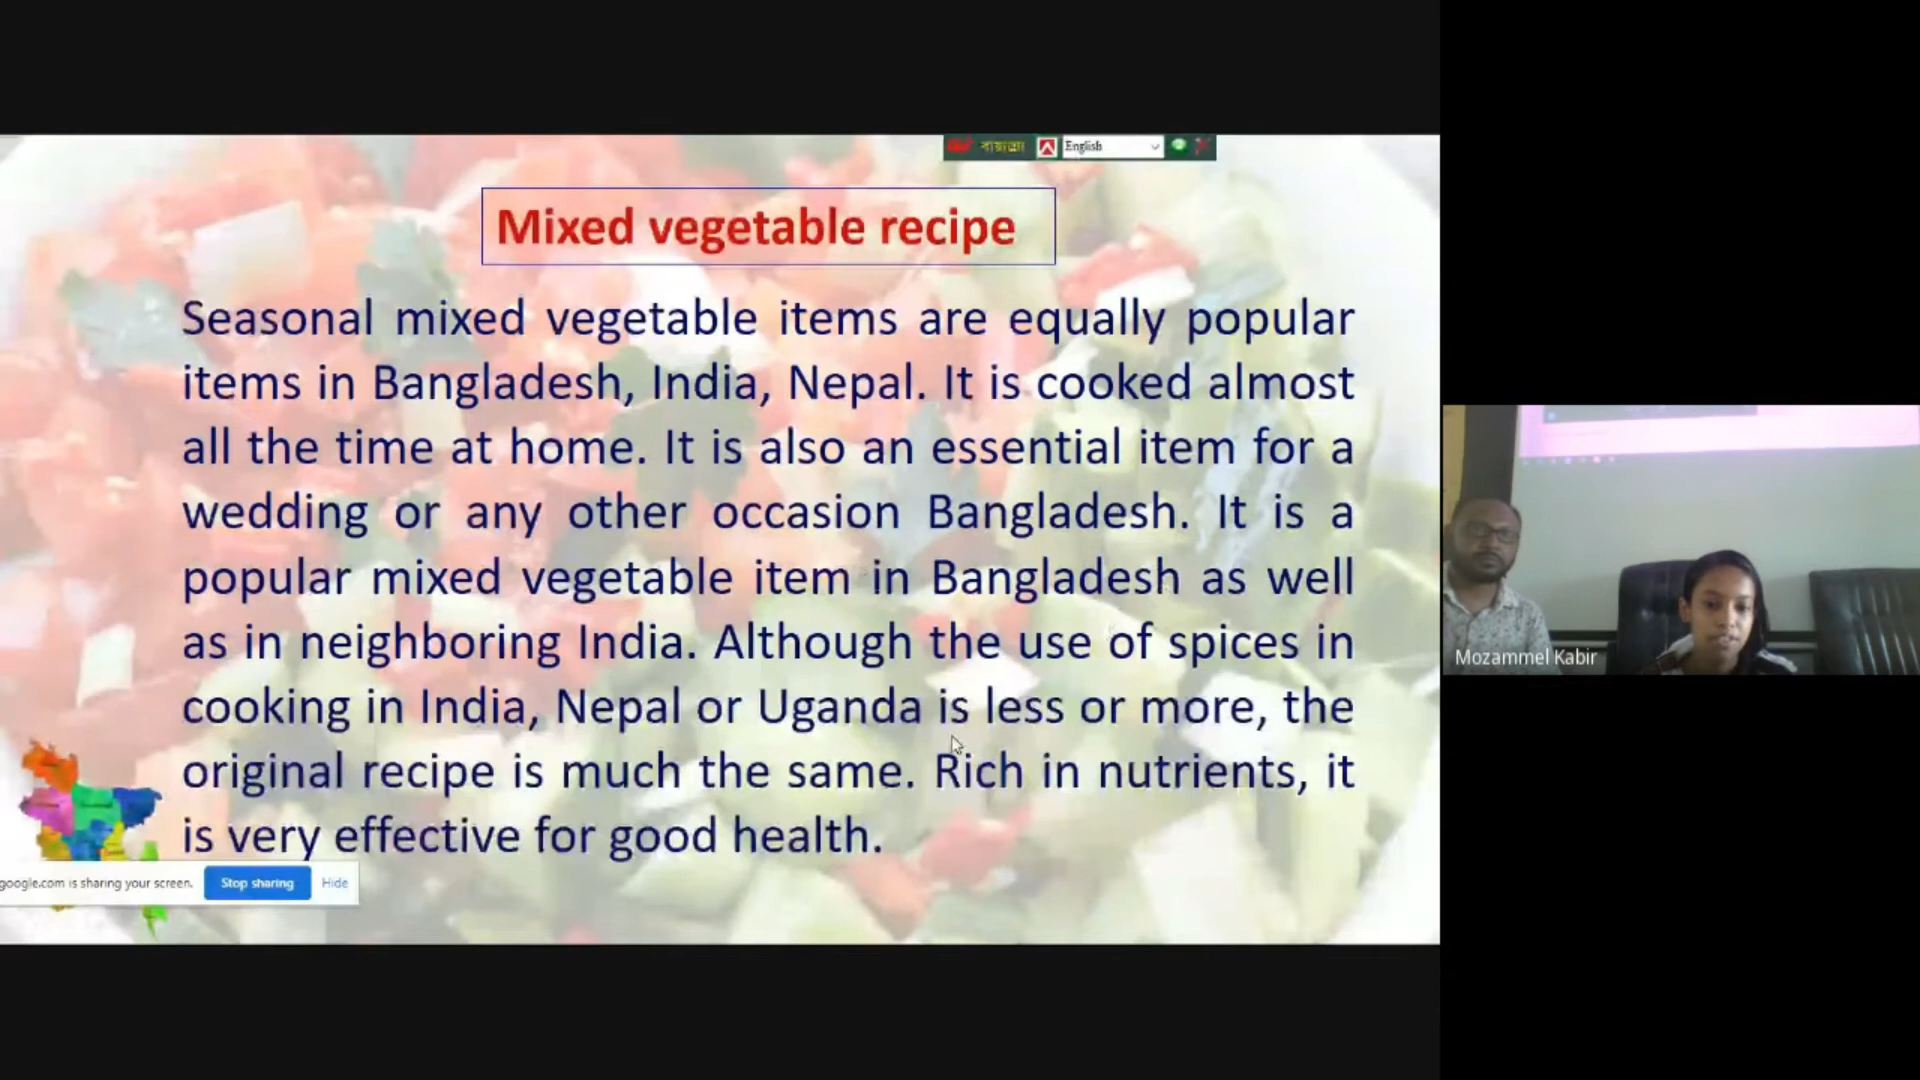 বায়ান্নো
English
Mixed vegetable recipe
Seasonal mixed vegetable items are equally popular
items in Bangladesh, India, Nepal. It is cooked almost
all the time at home. It is also an essential item for a
wedding or any other occasion Bangladesh. It is a
popular mixed vegetable item in Bangladesh as well
as in neighboring India. Although the use of spices in
cooking in India, Nepal or Uganda is less or more, the
original recipe is much the same. Rich in nutrients, it
is very effective for good health.
google.com is sharing your screen. Stop sharing Hide
Mozammel Kabir